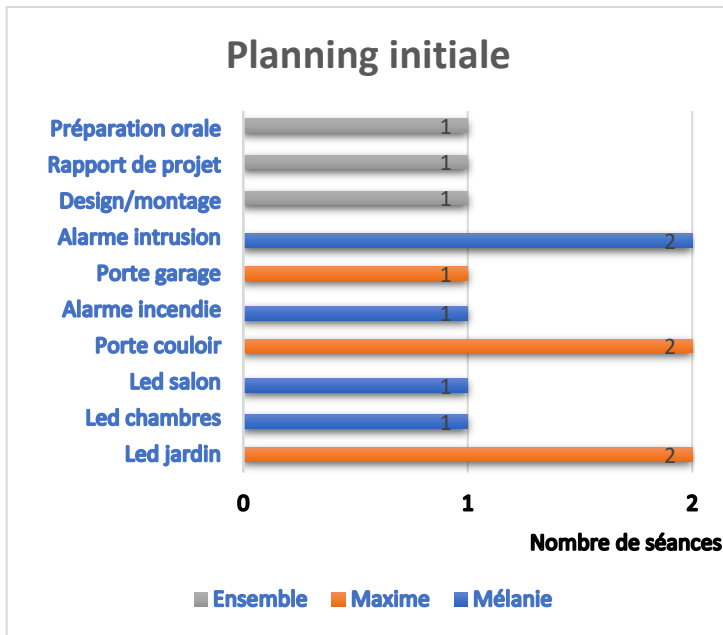 Planning initiale
Préparation orale 1
Rapport de projet 1
Design/montage 1
Alarme intrusion 2
Porte garage 1
Alarme incendie 1
Porte couloir 2
Led salon 1
Led chambres 1
Led jardin 2
0 1 2
Nombre de séances
Ensemble Maxime Mélanie